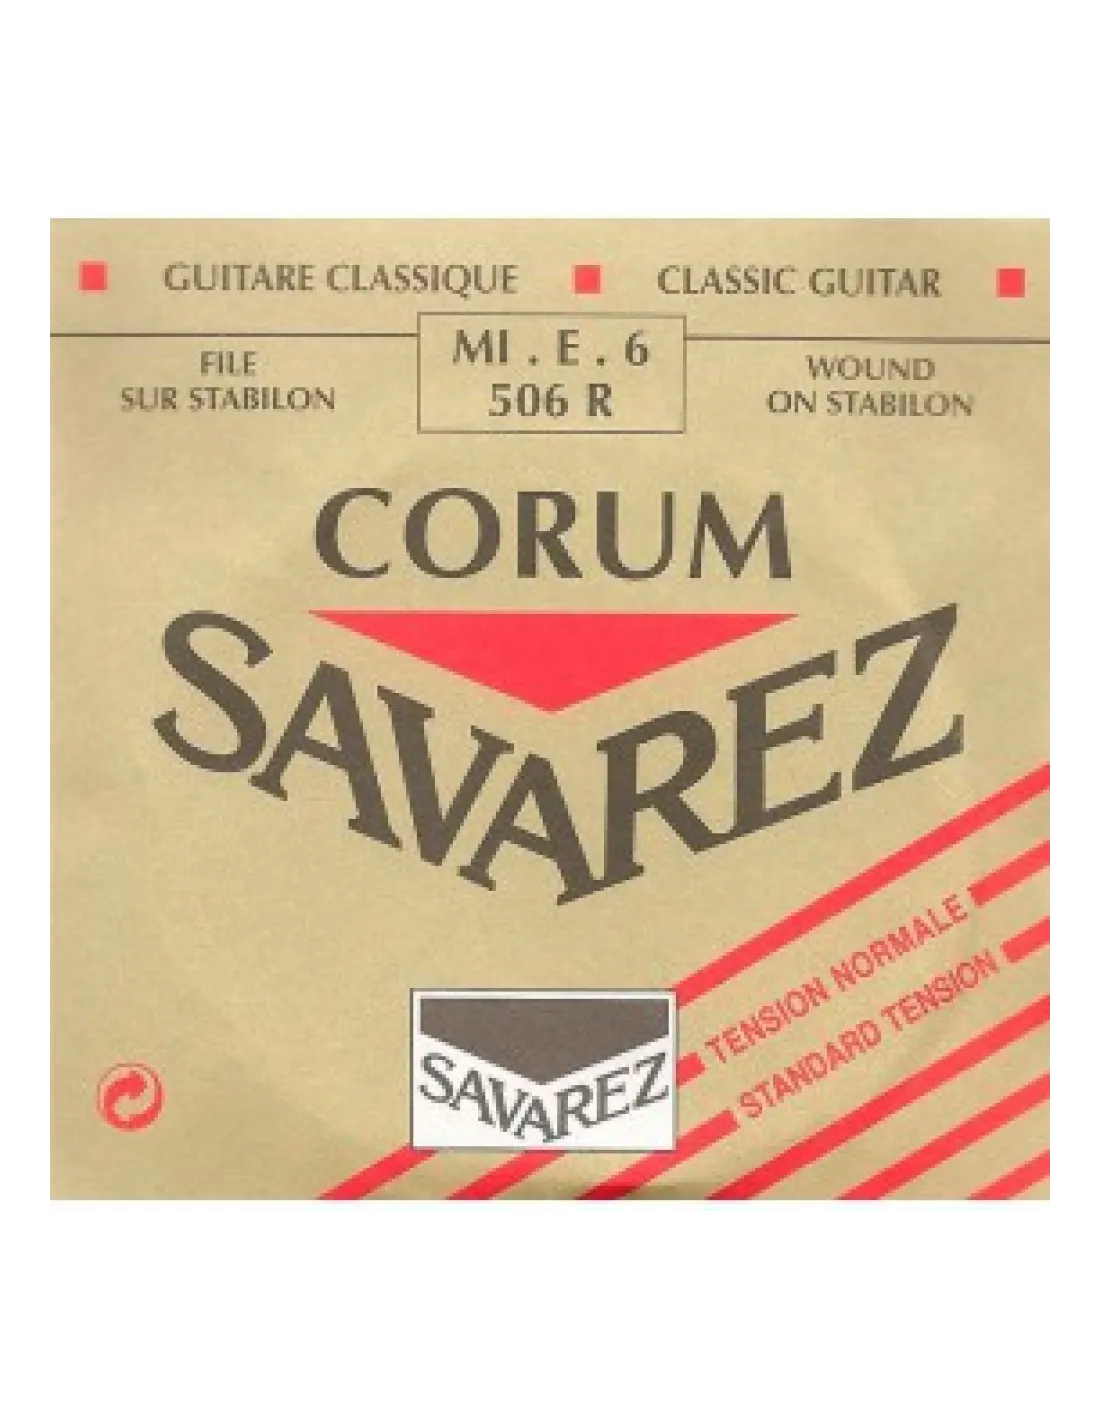 GUITARE CLASSIQUE
CLASSIC GUITAR
FILE
SUR STABILON
MI . E . 6
506 R
WOUND
ON STABILON
CORUM
SAVAREZ
TENSION NORMALE
STANDARD TENSION
SAVAREZ